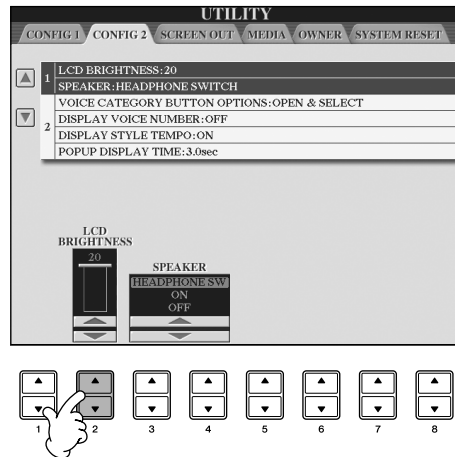 UTILITY
CONFIG 1 CONFIG 2 SCREEN OUT MEDIA OWNER SYSTEM RESET
1 LCD BRIGHTNESS:20
SPEAKER:HEADPHONE SWITCH
2 VOICE CATEGORY BUTTON OPTIONS:OPEN & SELECT
DISPLAY VOICE NUMBER:OFF
DISPLAY STYLE TEMPO:ON
POPUP DISPLAY TIME:3.0sec
LCD
BRIGHTNESS
20
SPEAKER
HEADPHONE SW
ON
OFF
1 2 3 4 5 6 7 8